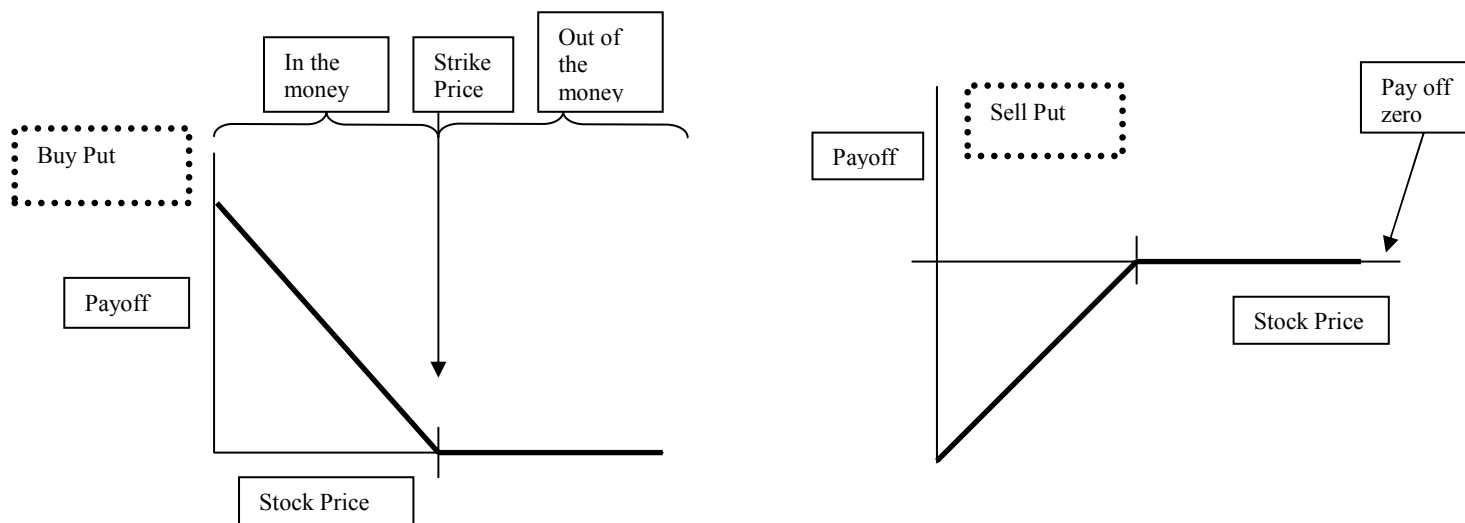 Buy Put
In the
money
Strike
Price
Out of
the
money
Payoff
Stock Price
Sell Put
Payoff
Pay off
zero
Stock Price